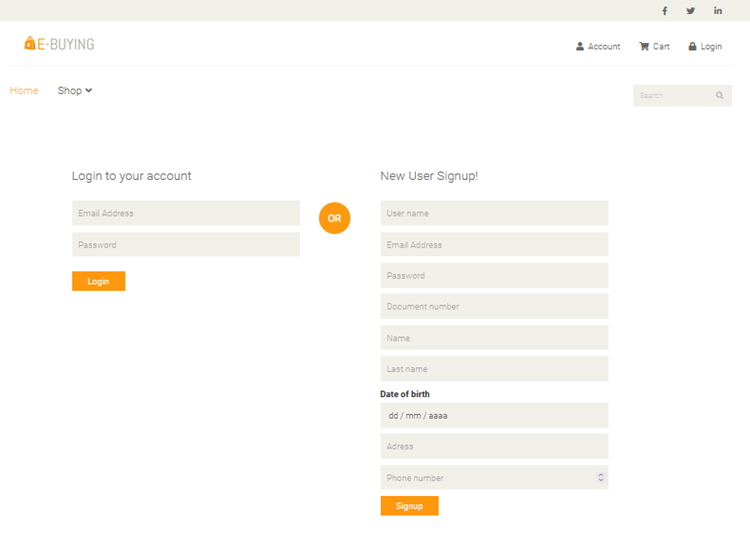 E-BUYING
Account Cart Login
Home Shop
Search
Login to your account
Email Address
Password
Login
OR
New User Signup!
User name
Email Address
Password
Document number
Name
Last name
Date of birth
dd / mm / aaaa
Adress
Phone number
Signup